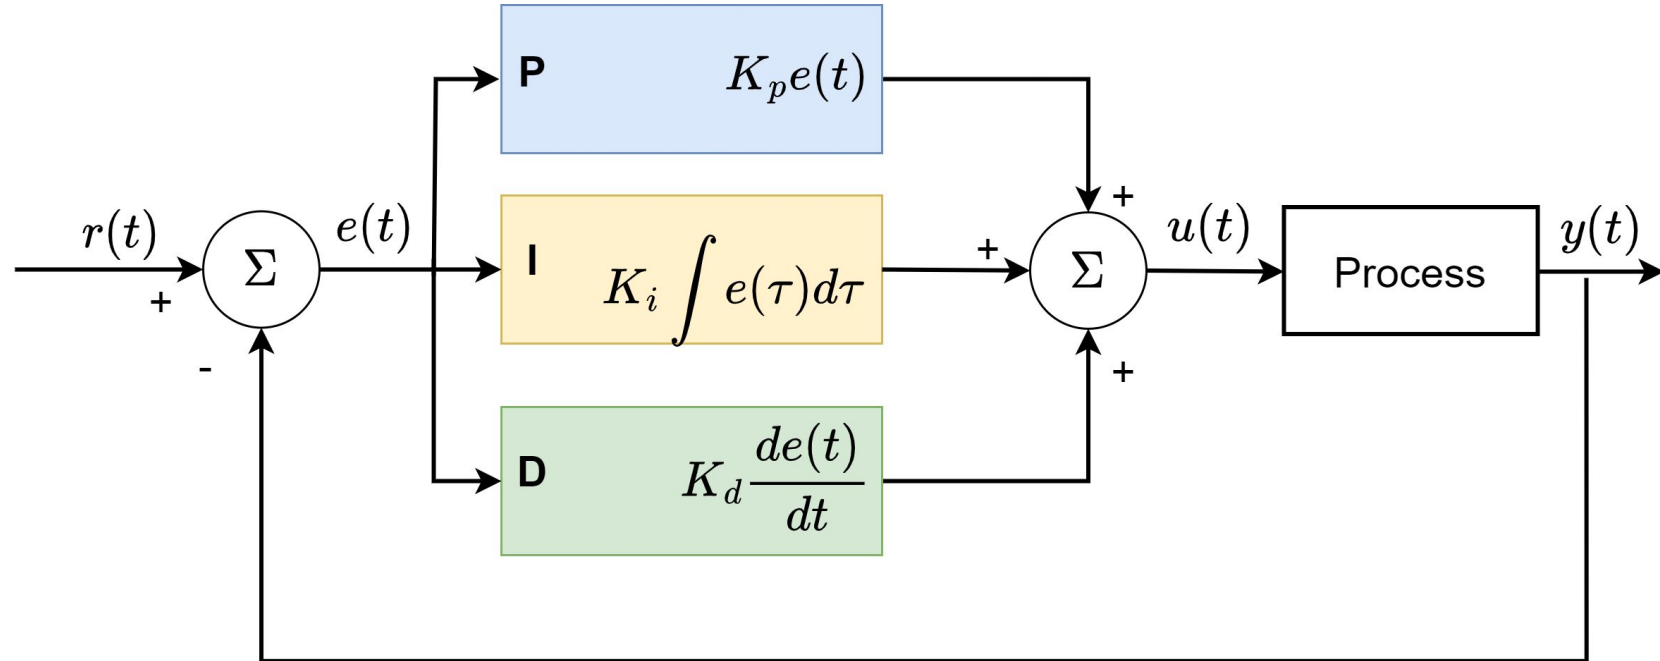 P K_p e(t)
r(t)
+
Σ
-
e(t)
I K_i ∫ e(τ)dτ
D K_d de(t)/dt
+
+
+
Σ
u(t)
Process
y(t)